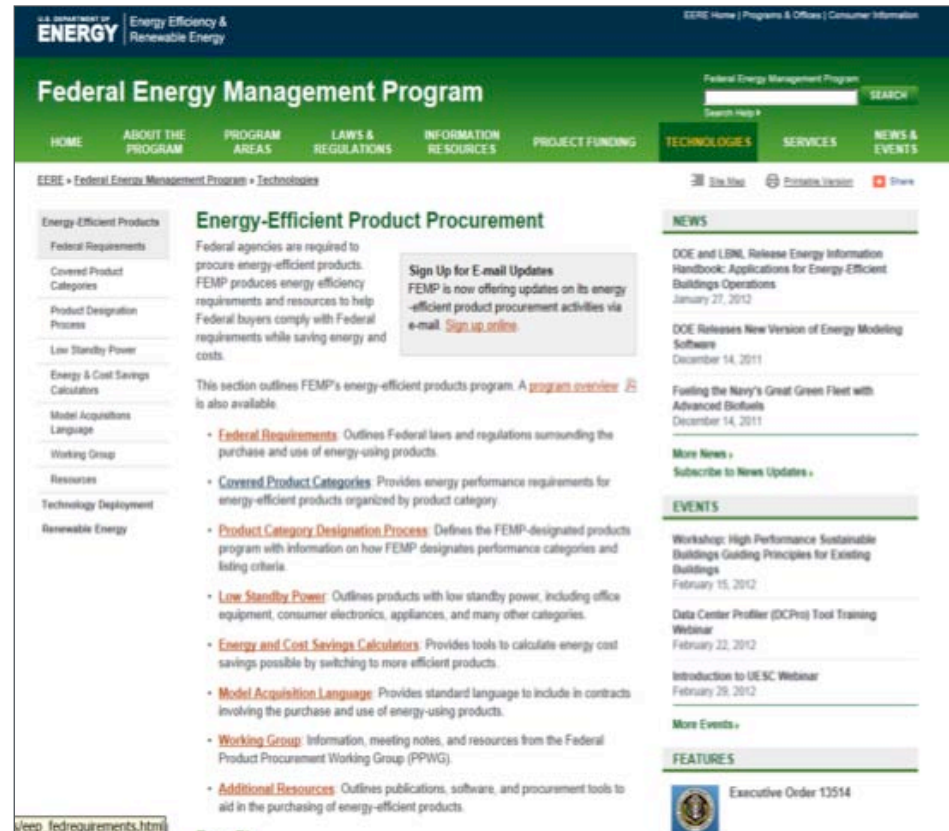 U.S. DEPARTMENT OF
ENERGY
Energy Efficiency &
Renewable Energy
EERE Home | Programs & Offices | Consumer Information
Federal Energy Management Program
Federal Energy Management Program
SEARCH
Search Help
HOME
ABOUT THE
PROGRAM
PROGRAM
AREAS
LAWS &
REGULATIONS
INFORMATION
RESOURCES
PROJECT FUNDING
TECHNOLOGIES
SERVICES
NEWS &
EVENTS
EERE » Federal Energy Management Program » Technologies
Site Map
Printable Version
Share
Energy-Efficient Products
Federal Requirements
Covered Product
Categories
Product Designation
Process
Low Standby Power
Energy & Cost Savings
Calculators
Model Acquisitions
Language
Working Group
Resources
Technology Deployment
Renewable Energy
Energy-Efficient Product Procurement
Federal agencies are required to
procure energy-efficient products.
FEMP produces energy efficiency
requirements and resources to help
Federal buyers comply with Federal
requirements while saving energy and
costs.
Sign Up for E-mail Updates
FEMP is now offering updates on its energy
-efficient product procurement activities via
e-mail. Sign up online.
This section outlines FEMP's energy-efficient products program. A program overview
is also available.
• Federal Requirements: Outlines Federal laws and regulations surrounding the
purchase and use of energy-using products.
• Covered Product Categories: Provides energy performance requirements for
energy-efficient products organized by product category.
• Product Category Designation Process: Defines the FEMP-designated products
program with information on how FEMP designates performance categories and
listing criteria.
• Low Standby Power: Outlines products with low standby power, including office
equipment, consumer electronics, appliances, and many other categories.
• Energy and Cost Savings Calculators: Provides tools to calculate energy cost
savings possible by switching to more efficient products.
• Model Acquisition Language: Provides standard language to include in contracts
involving the purchase and use of energy-using products.
• Working Group: Information, meeting notes, and resources from the Federal
Product Procurement Working Group (PPWG).
• Additional Resources: Outlines publications, software, and procurement tools to
aid in the purchasing of energy-efficient products.
NEWS
DOE and LBNL Release Energy Information
Handbook: Applications for Energy-Efficient
Buildings Operations
January 27, 2012
DOE Releases New Version of Energy Modeling
Software
December 14, 2011
Fueling the Navy's Great Green Fleet with
Advanced Biofuels
December 14, 2011
More News
Subscribe to News Updates
EVENTS
Workshop: High Performance Sustainable
Buildings Guiding Principles for Existing
Buildings
February 15, 2012
Data Center Profiler (DCPro) Tool Training
Webinar
February 22, 2012
Introduction to UESC Webinar
February 29, 2012
More Events
FEATURES
Executive Order 13514
s/eep_fedrequirements.html